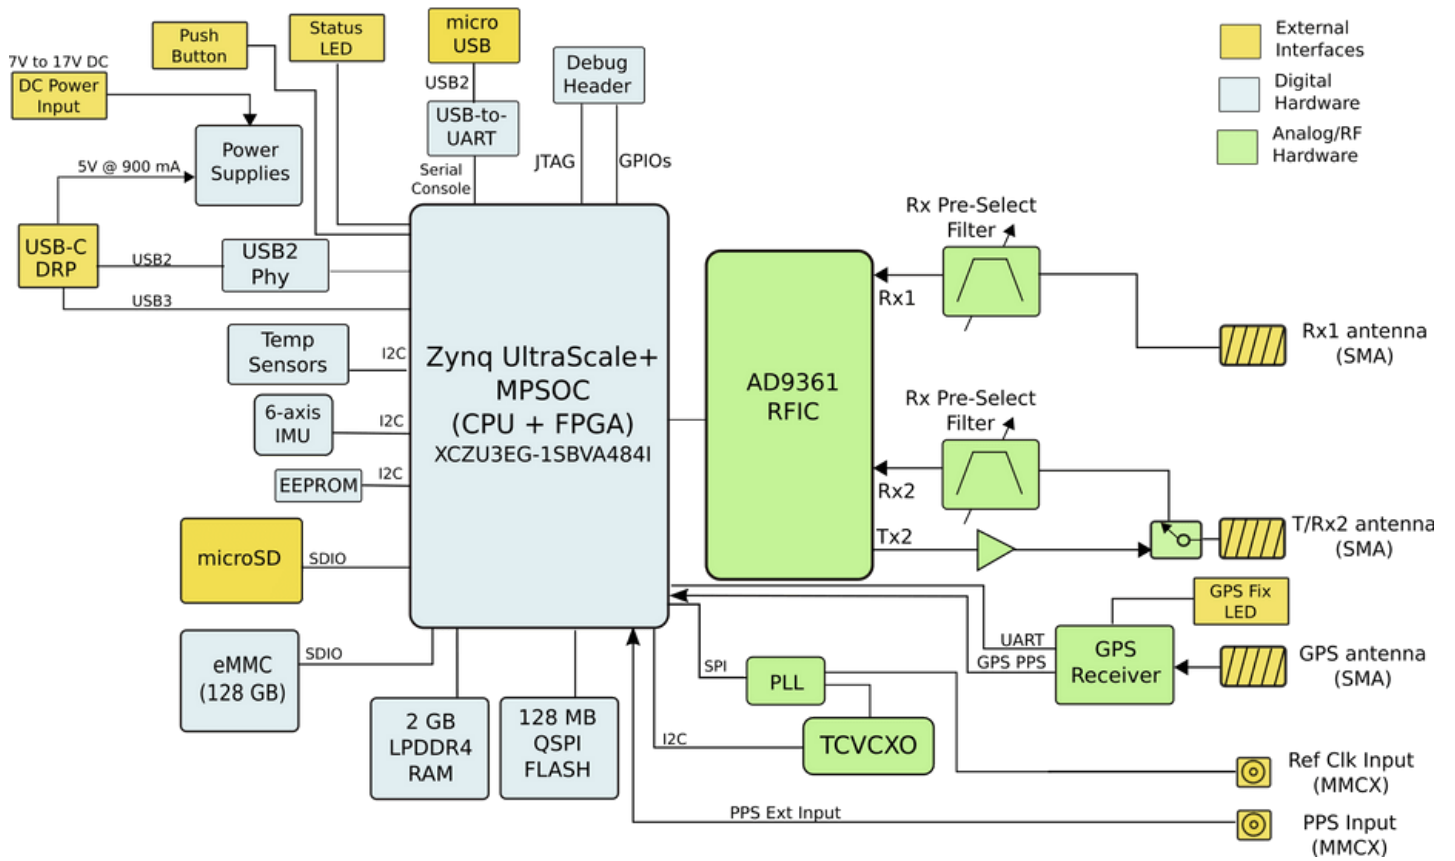 Push
Button
Status
LED
micro
USB
External
Interfaces
7V to 17V DC
DC Power
Input
USB2
Debug
Header
Digital
Hardware
USB-to-
UART
Analog/RF
Hardware
Power
Supplies
5V @ 900 mA
Serial
Console
JTAG
GPIOs
Rx Pre-Select
Filter
USB-C
DRP
USB2
USB2
Phy
USB3
Rx1
Temp
Sensors
I2C
Zynq UltraScale+
MPSOC
(CPU + FPGA)
XCZU3EG-1SBVA484I
AD9361
RFIC
Rx1 antenna
(SMA)
6-axis
IMU
I2C
Rx Pre-Select
Filter
EEPROM
I2C
Rx2
microSD
SDIO
Tx2
T/Rx2 antenna
(SMA)
GPS Fix
LED
eMMC
(128 GB)
SDIO
UART
GPS PPS
GPS
Receiver
GPS antenna
(SMA)
SPI
PLL
2 GB
LPDDR4
RAM
128 MB
QSPI
FLASH
I2C
TCVCXO
Ref Clk Input
(MMCX)
PPS Ext Input
PPS Input
(MMCX)